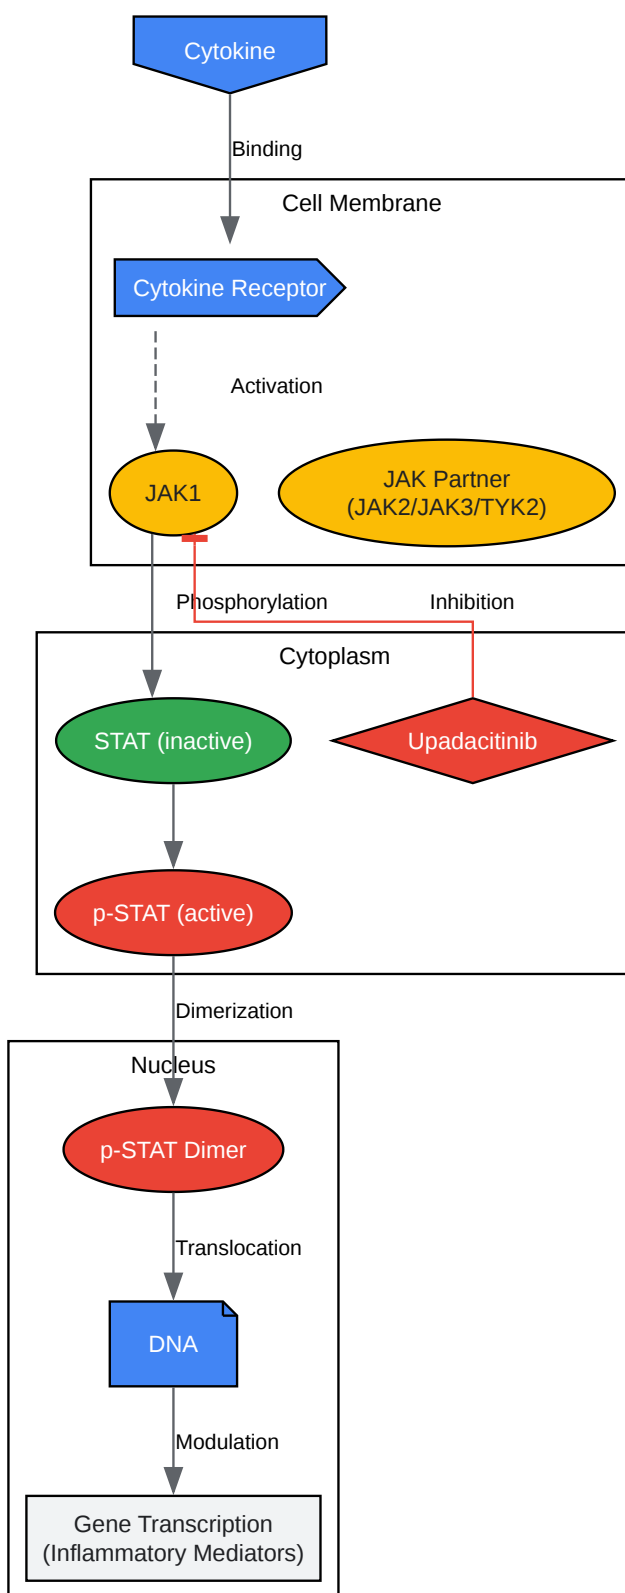 Cytokine
Binding
Cell Membrane
Cytokine Receptor
Activation
JAK1
JAK Partner
(JAK2/JAK3/TYK2)
Phosphorylation
Inhibition
Cytoplasm
STAT (inactive)
Upadacitinib
p-STAT (active)
Dimerization
Nucleus
p-STAT Dimer
Translocation
DNA
Modulation
Gene Transcription
(Inflammatory Mediators)